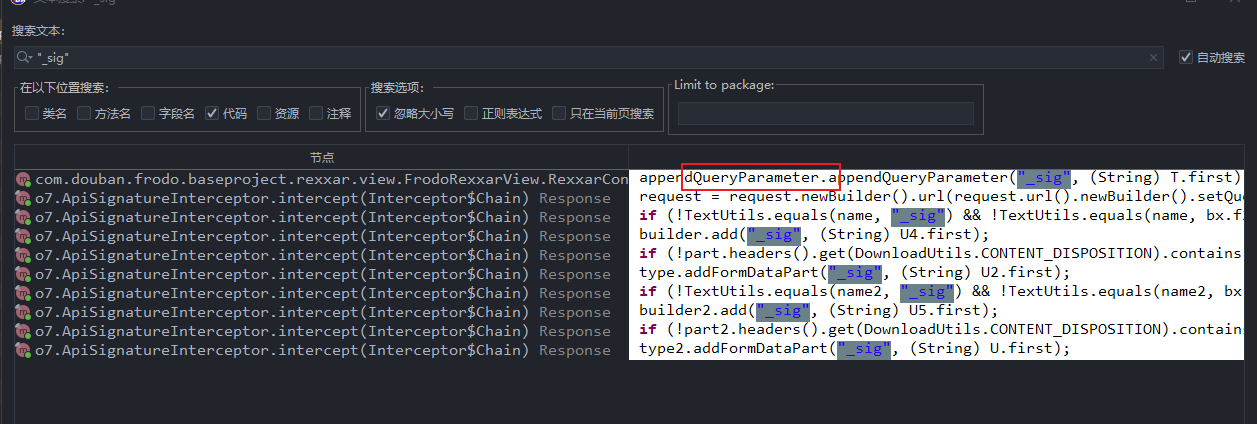 搜索文本:
"_sig"
自动搜索
在以下位置搜索:
类名 方法名 字段名 代码 资源 注释
搜索选项:
忽略大小写 正则表达式 只在当前页搜索
Limit to package:
节点
com.douban.frodo.baseproject.rexxar.view.FrodoRexxarView.RexxarCon appendQueryParameter.appendQueryParameter("_sig", (String) T.first)
o7.ApiSignatureInterceptor.intercept(Interceptor$Chain) Response request = request.newBuilder().url(request.url().newBuilder().setQue
o7.ApiSignatureInterceptor.intercept(Interceptor$Chain) Response if (!TextUtils.equals(name, "_sig") && !TextUtils.equals(name, bx.f
o7.ApiSignatureInterceptor.intercept(Interceptor$Chain) Response builder.add("_sig", (String) U4.first);
o7.ApiSignatureInterceptor.intercept(Interceptor$Chain) Response if (!part.headers().get(DownloadUtils.CONTENT_DISPOSITION).contains
o7.ApiSignatureInterceptor.intercept(Interceptor$Chain) Response type.addFormDataPart("_sig", (String) U2.first);
o7.ApiSignatureInterceptor.intercept(Interceptor$Chain) Response if (!TextUtils.equals(name2, "_sig") && !TextUtils.equals(name2, bx
o7.ApiSignatureInterceptor.intercept(Interceptor$Chain) Response builder2.add("_sig", (String) U5.first);
o7.ApiSignatureInterceptor.intercept(Interceptor$Chain) Response if (!part2.headers().get(DownloadUtils.CONTENT_DISPOSITION).contain
o7.ApiSignatureInterceptor.intercept(Interceptor$Chain) Response type2.addFormDataPart("_sig", (String) U.first);